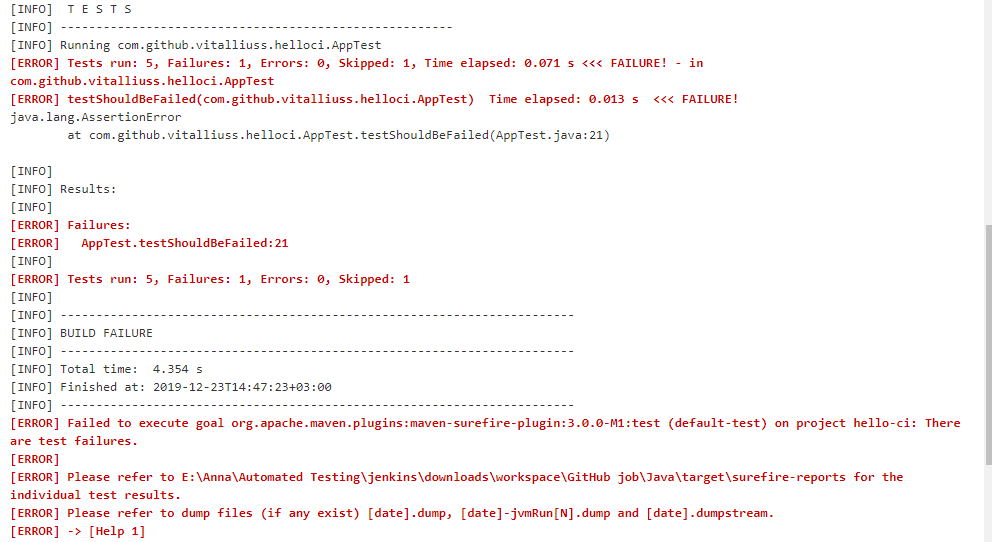 [INFO]  T E S T S
[INFO] -------------------------------------------------------
[INFO] Running com.github.vitalliuss.helloci.AppTest
[ERROR] Tests run: 5, Failures: 1, Errors: 0, Skipped: 1, Time elapsed: 0.071 s <<< FAILURE! - in
com.github.vitalliuss.helloci.AppTest
[ERROR] testShouldBeFailed(com.github.vitalliuss.helloci.AppTest)  Time elapsed: 0.013 s  <<< FAILURE!
java.lang.AssertionError
        at com.github.vitalliuss.helloci.AppTest.testShouldBeFailed(AppTest.java:21)

[INFO]
[INFO] Results:
[INFO]
[ERROR] Failures:
[ERROR]   AppTest.testShouldBeFailed:21
[INFO]
[ERROR] Tests run: 5, Failures: 1, Errors: 0, Skipped: 1
[INFO]
[INFO] ------------------------------------------------------------------------
[INFO] BUILD FAILURE
[INFO] ------------------------------------------------------------------------
[INFO] Total time:  4.354 s
[INFO] Finished at: 2019-12-23T14:47:23+03:00
[INFO] ------------------------------------------------------------------------
[ERROR] Failed to execute goal org.apache.maven.plugins:maven-surefire-plugin:3.0.0-M1:test (default-test) on project hello-ci: There
are test failures.
[ERROR]
[ERROR] Please refer to E:\Anna\Automated Testing\jenkins\downloads\workspace\GitHub job\Java\target\surefire-reports for the
individual test results.
[ERROR] Please refer to dump files (if any exist) [date].dump, [date]-jvmRun[N].dump and [date].dumpstream.
[ERROR] -> [Help 1]